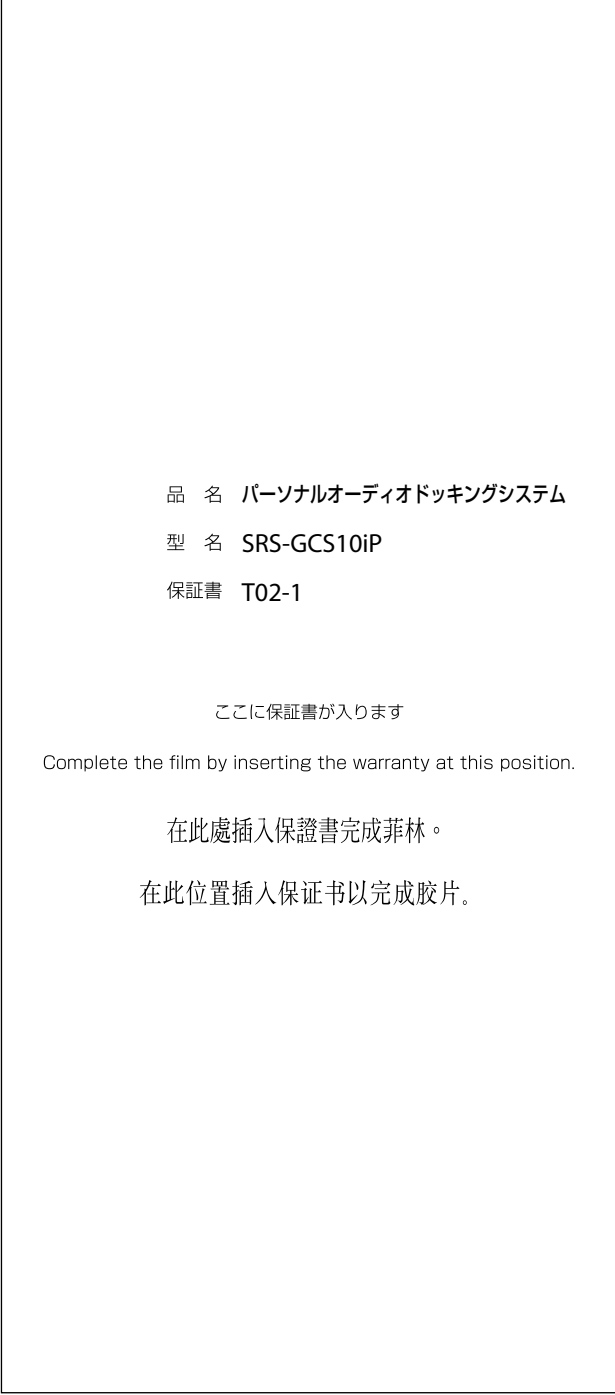 品　名　パーソナルオーディオドッキングシステム
型　名　SRS-GCS10iP
保証書　T02-1
ここに保証書が入ります
Complete the film by inserting the warranty at this position.
在此處插入保證書完成菲林。
在此位置插入保证书以完成胶片。